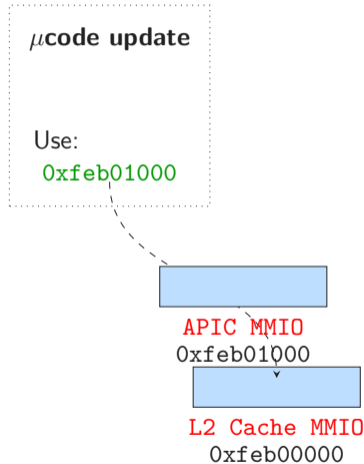 μcode update
Use:
0xfeb01000
APIC MMIO
0xfeb01000
L2 Cache MMIO
0xfeb00000